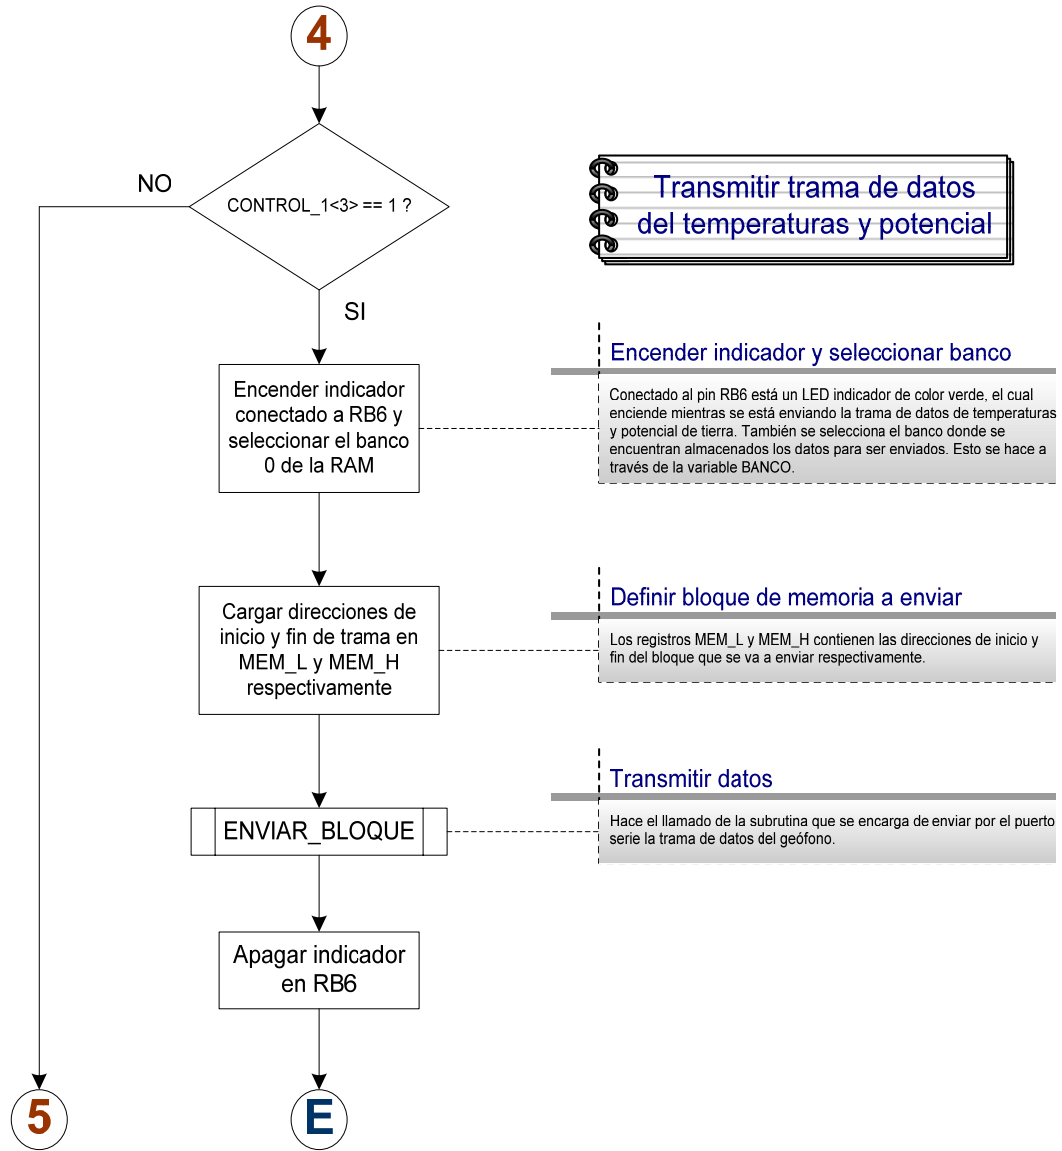 4
NO
CONTROL_1<3> == 1 ?
SI
Transmitir trama de datos
del temperaturas y potencial
Encender indicador
conectado a RB6 y
seleccionar el banco
0 de la RAM
Encender indicador y seleccionar banco
Conectado al pin RB6 está un LED indicador de color verde, el cual
enciende mientras se está enviando la trama de datos de temperaturas
y potencial de tierra. También se selecciona el banco donde se
encuentran almacenados los datos para ser enviados. Esto se hace a
través de la variable BANCO.
Cargar direcciones de
inicio y fin de trama en
MEM_L y MEM_H
respectivamente
Definir bloque de memoria a enviar
Los registros MEM_L y MEM_H contienen las direcciones de inicio y
fin del bloque que se va a enviar respectivamente.
ENVIAR_BLOQUE
Transmitir datos
Hace el llamado de la subrutina que se encarga de enviar por el puerto
serie la trama de datos del geófono.
Apagar indicador
en RB6
5
E